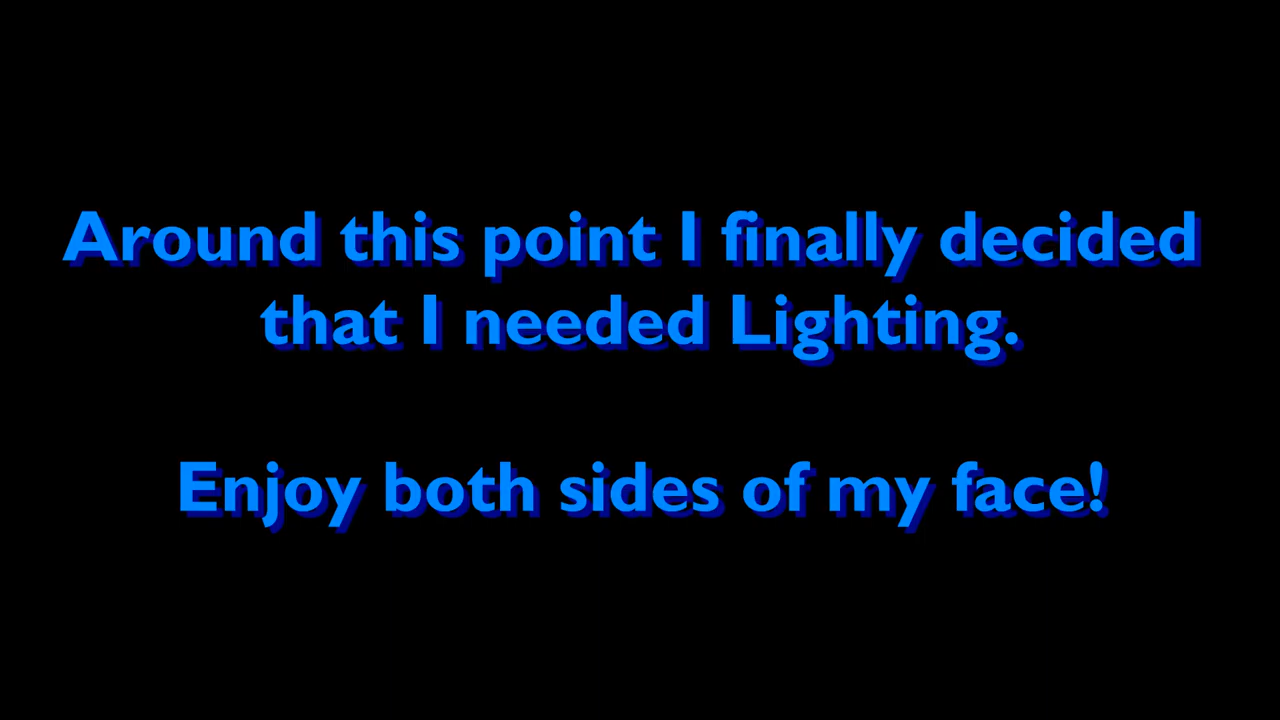 Around this point I finally decided
that I needed Lighting.
Enjoy both sides of my face!